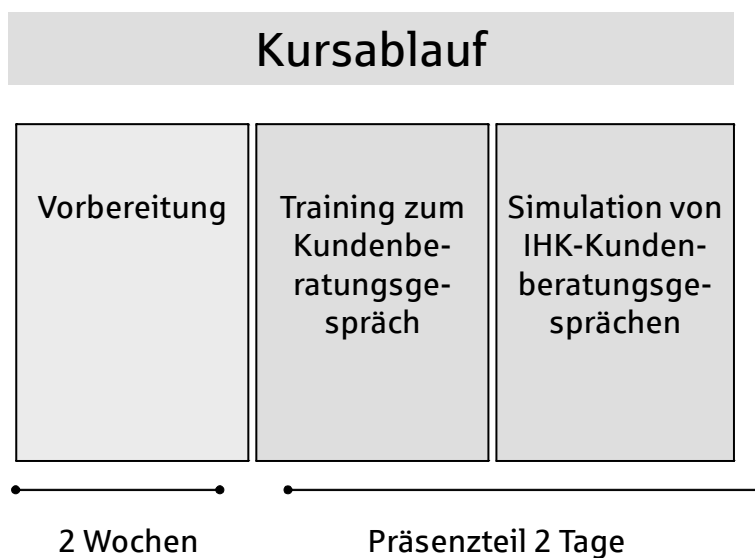 Kursablauf
Vorbereitung
Training zum
Kundenbe-
ratungsge-
spräch
Simulation von
IHK-Kunden-
beratungsge-
sprächen
2 Wochen
Präsenzteil 2 Tage